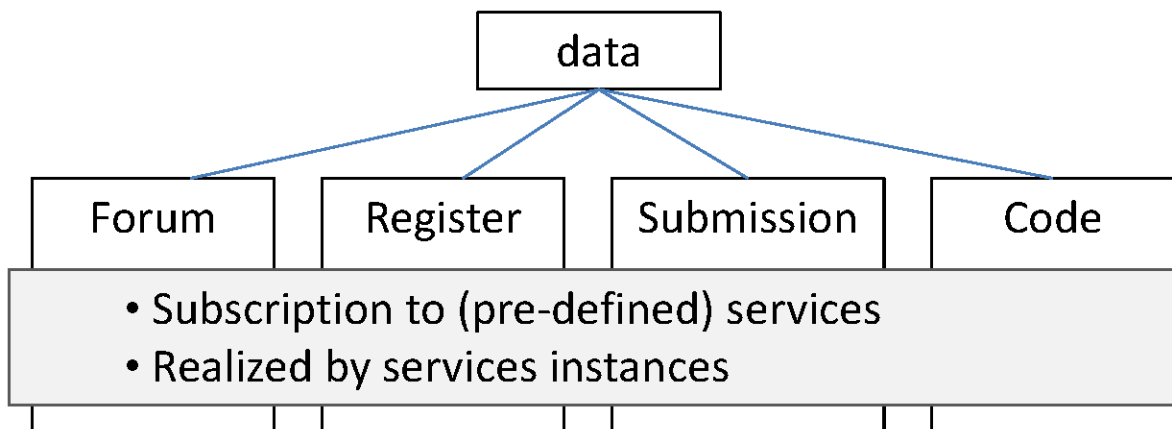 data
Forum
Register
Submission
Code
• Subscription to (pre-defined) services
• Realized by services instances